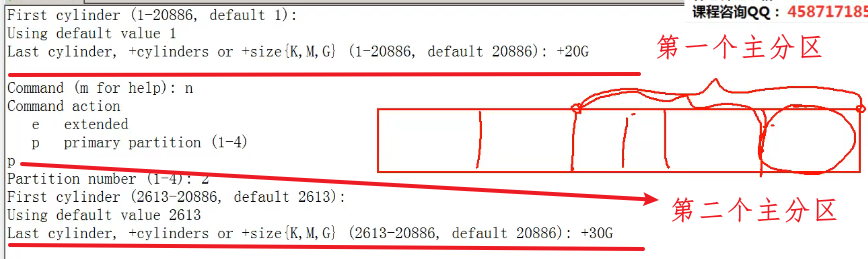 课程咨询QQ： 458717185
First cylinder (1-20886, default 1):
Using default value 1
Last cylinder, +cylinders or +size{K,M,G} (1-20886, default 20886): +20G
第一个主分区
Command (m for help): n
Command action
e extended
p primary partition (1-4)
p
Partition number (1-4): 2
第二个主分区
First cylinder (2613-20886, default 2613):
Using default value 2613
Last cylinder, +cylinders or +size{K,M,G} (2613-20886, default 20886): +30G